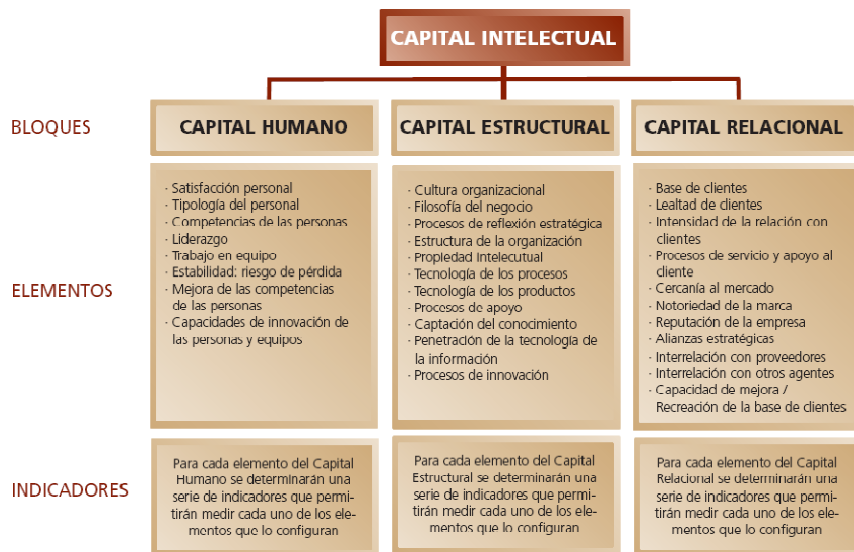 CAPITAL INTELECTUAL
BLOQUES
CAPITAL HUMANO
CAPITAL ESTRUCTURAL
CAPITAL RELACIONAL
ELEMENTOS
· Satisfacción personal
· Tipología del personal
· Competencias de las personas
· Liderazgo
· Trabajo en equipo
· Estabilidad: riesgo de pérdida
· Mejora de las competencias
de las personas
· Capacidades de innovación de
las personas y equipos
· Cultura organizacional
· Filosofía del negocio
· Procesos de reflexión estratégica
· Estructura de la organización
· Propiedad Intelecutual
· Tecnología de los procesos
· Tecnología de los productos
· Procesos de apoyo
· Captación del conocimiento
· Penetración de la tecnología de
la información
· Procesos de innovación
· Base de clientes
· Lealtad de clientes
· Intensidad de la relación con
clientes
· Procesos de servicio y apoyo al
cliente
· Cercanía al mercado
· Notoriedad de la marca
· Reputación de la empresa
· Alianzas estratégicas
· Interrelación con proveedores
· Interrelación con otros agentes
· Capacidad de mejora /
Recreación de la base de clientes
INDICADORES
Para cada elemento del Capital
Humano se determinarán una
serie de indicadores que permi-
tirán medir cada uno de los ele-
mentos que lo configuran
Para cada elemento del Capital
Estructural se determinarán una
serie de indicadores que permi-
tirán medir cada uno de los ele-
mentos que lo configuran
Para cada elemento del Capital
Relacional se determinarán una
serie de indicadores que permi-
tirán medir cada uno de los ele-
mentos que lo configuran